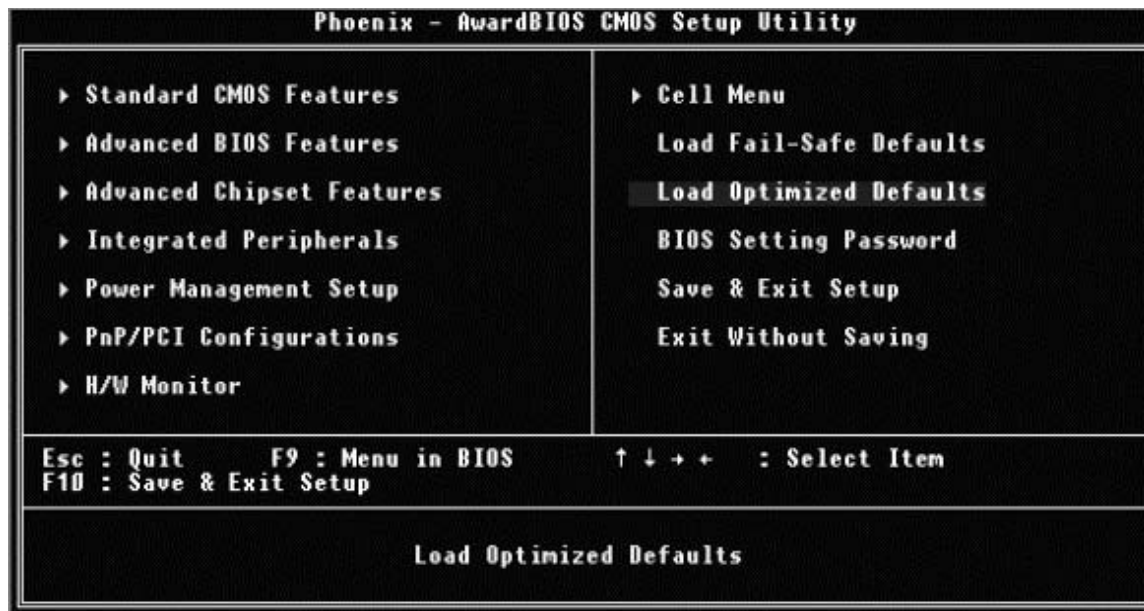 Phoenix - AwardBIOS CMOS Setup Utility
▸ Standard CMOS Features
▸ Advanced BIOS Features
▸ Advanced Chipset Features
▸ Integrated Peripherals
▸ Power Management Setup
▸ PnP/PCI Configurations
▸ H/W Monitor
▸ Cell Menu
Load Fail-Safe Defaults
Load Optimized Defaults
BIOS Setting Password
Save & Exit Setup
Exit Without Saving
Esc : Quit F9 : Menu in BIOS ↑ ↓ → ← : Select Item
F10 : Save & Exit Setup
Load Optimized Defaults